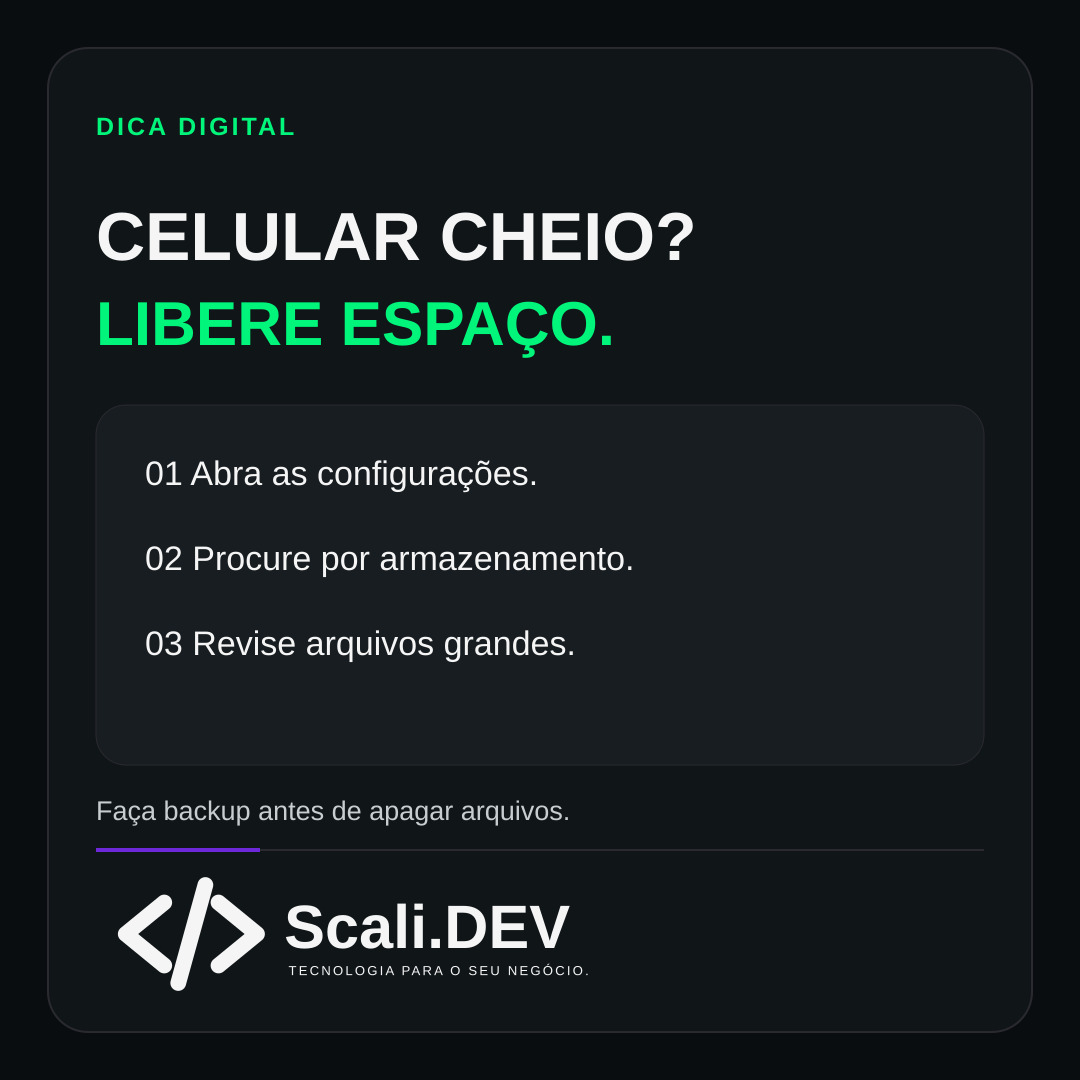 DICA DIGITAL
CELULAR CHEIO?
LIBERE ESPAÇO.
01 Abra as configurações.
02 Procure por armazenamento.
03 Revise arquivos grandes.
Faça backup antes de apagar arquivos.
Scali.DEV
TECNOLOGIA PARA O SEU NEGÓCIO.